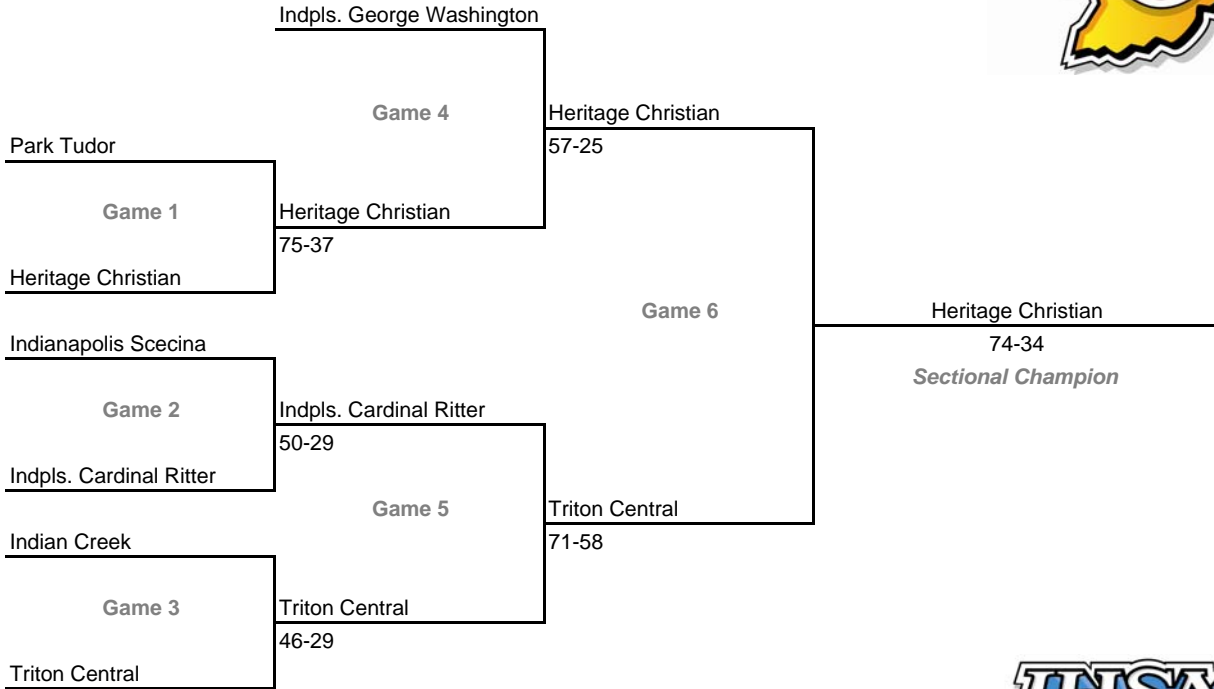 Indpls. George Washington
Game 4
Heritage Christian
57-25
Park Tudor
Game 1
Heritage Christian
75-37
Heritage Christian
Game 6
Heritage Christian
74-34
Sectional Champion
Indianapolis Scecina
Game 2
Indpls. Cardinal Ritter
50-29
Indpls. Cardinal Ritter
Game 5
Triton Central
71-58
Indian Creek
Game 3
Triton Central
46-29
Triton Central